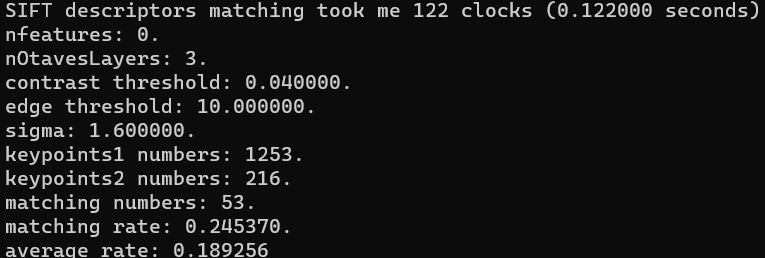 SIFT descriptors matching took me 122 clocks (0.122000 seconds)
nfeatures: 0.
nOtavesLayers: 3.
contrast threshold: 0.040000.
edge threshold: 10.000000.
sigma: 1.600000.
keypoints1 numbers: 1253.
keypoints2 numbers: 216.
matching numbers: 53.
matching rate: 0.245370.
average rate: 0.189256